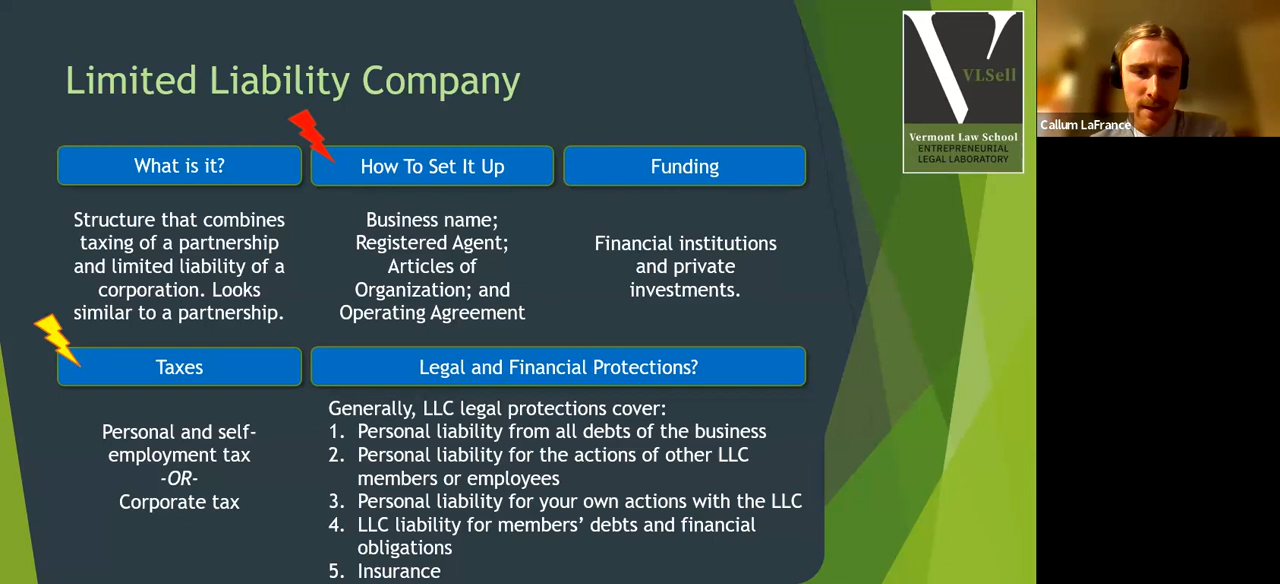 Limited Liability Company
What is it?
How To Set It Up
Funding
Structure that combines
taxing of a partnership
and limited liability of a
corporation. Looks
similar to a partnership.
Business name;
Registered Agent;
Articles of
Organization; and
Operating Agreement
Financial institutions
and private
investments.
Taxes
Legal and Financial Protections?
Personal and self-
employment tax
-OR-
Corporate tax
Generally, LLC legal protections cover:
1. Personal liability from all debts of the business
2. Personal liability for the actions of other LLC
members or employees
3. Personal liability for your own actions with the LLC
4. LLC liability for members’ debts and financial
obligations
5. Insurance
V
VLSell
Vermont Law School
ENTREPRENEURIAL
LEGAL LABORATORY
Callum LaFrance